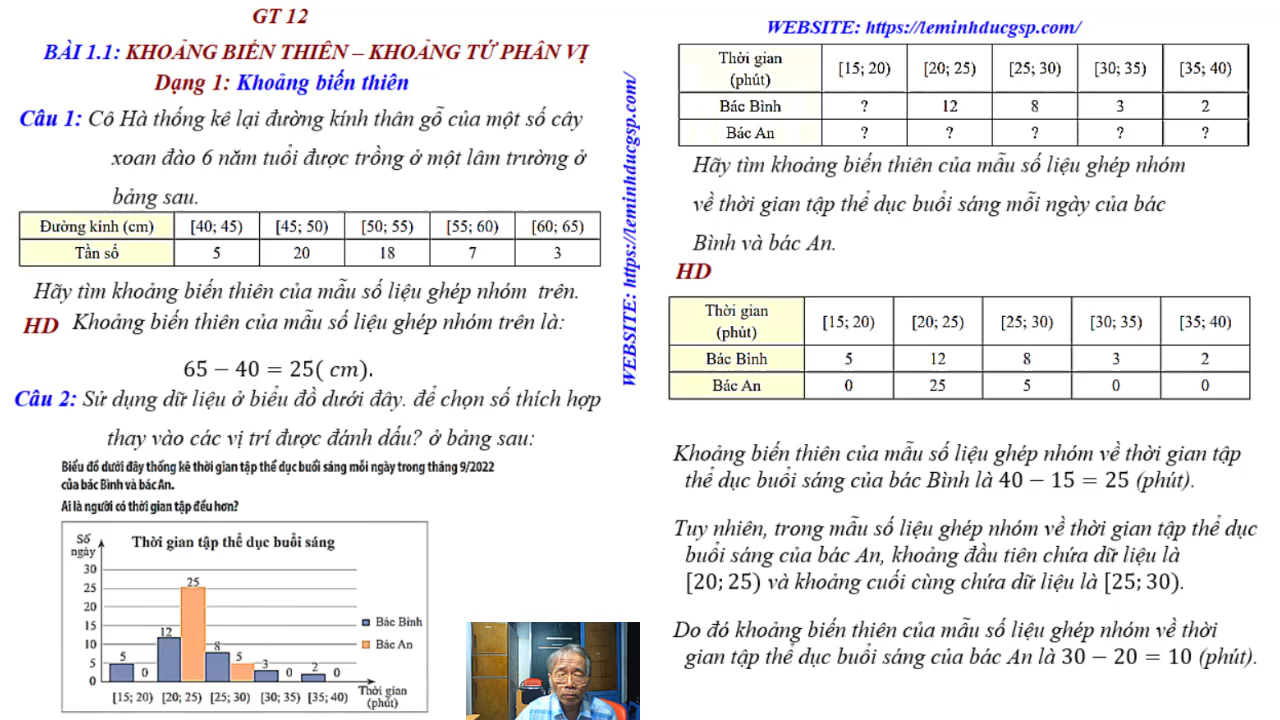 GT 12
BÀI 1.1: KHOẢNG BIẾN THIÊN – KHOẢNG TỨ PHÂN VỊ
Dạng 1: Khoảng biến thiên
Câu 1: Cô Hà thống kê lại đường kính thân gỗ của một số cây
xoan đào 6 năm tuổi được trồng ở một lâm trường ở
bảng sau.
Đường kính (cm) [40; 45) [45; 50) [50; 55) [55; 60) [60; 65)
Tần số 5 20 18 7 3
Hãy tìm khoảng biến thiên của mẫu số liệu ghép nhóm trên.
HD Khoảng biến thiên của mẫu số liệu ghép nhóm trên là:
65 − 40 = 25( cm).
Câu 2: Sử dụng dữ liệu ở biểu đồ dưới đây. để chọn số thích hợp
thay vào các vị trí được đánh dấu? ở bảng sau:
Biểu đồ dưới đây thống kê thời gian tập thể dục buổi sáng mỗi ngày trong tháng 9/2022
của bác Bình và bác An.
Ai là người có thời gian tập đều hơn?
Số
ngày
Thời gian tập thể dục buổi sáng
30
25
20
15
10
5
0
5 0 12 25 8 5 3 0 2 0
Bác Bình
Bác An
[15; 20) [20; 25) [25; 30) [30; 35) [35; 40)
Thời gian
(phút)
WEBSITE: https://leminhducgsp.com/
WEBSITE: https://leminhducgsp.com/
Thời gian
(phút) [15; 20) [20; 25) [25; 30) [30; 35) [35; 40)
Bác Bình ? 12 8 3 2
Bác An ? ? ? ? ?
Hãy tìm khoảng biến thiên của mẫu số liệu ghép nhóm
về thời gian tập thể dục buổi sáng mỗi ngày của bác
Bình và bác An.
HD
Thời gian
(phút) [15; 20) [20; 25) [25; 30) [30; 35) [35; 40)
Bác Bình 5 12 8 3 2
Bác An 0 25 5 0 0
Khoảng biến thiên của mẫu số liệu ghép nhóm về thời gian tập
thể dục buổi sáng của bác Bình là 40 − 15 = 25 (phút).
Tuy nhiên, trong mẫu số liệu ghép nhóm về thời gian tập thể dục
buổi sáng của bác An, khoảng đầu tiên chứa dữ liệu là
[20; 25) và khoảng cuối cùng chứa dữ liệu là [25; 30).
Do đó khoảng biến thiên của mẫu số liệu ghép nhóm về thời
gian tập thể dục buổi sáng của bác An là 30 − 20 = 10 (phút).